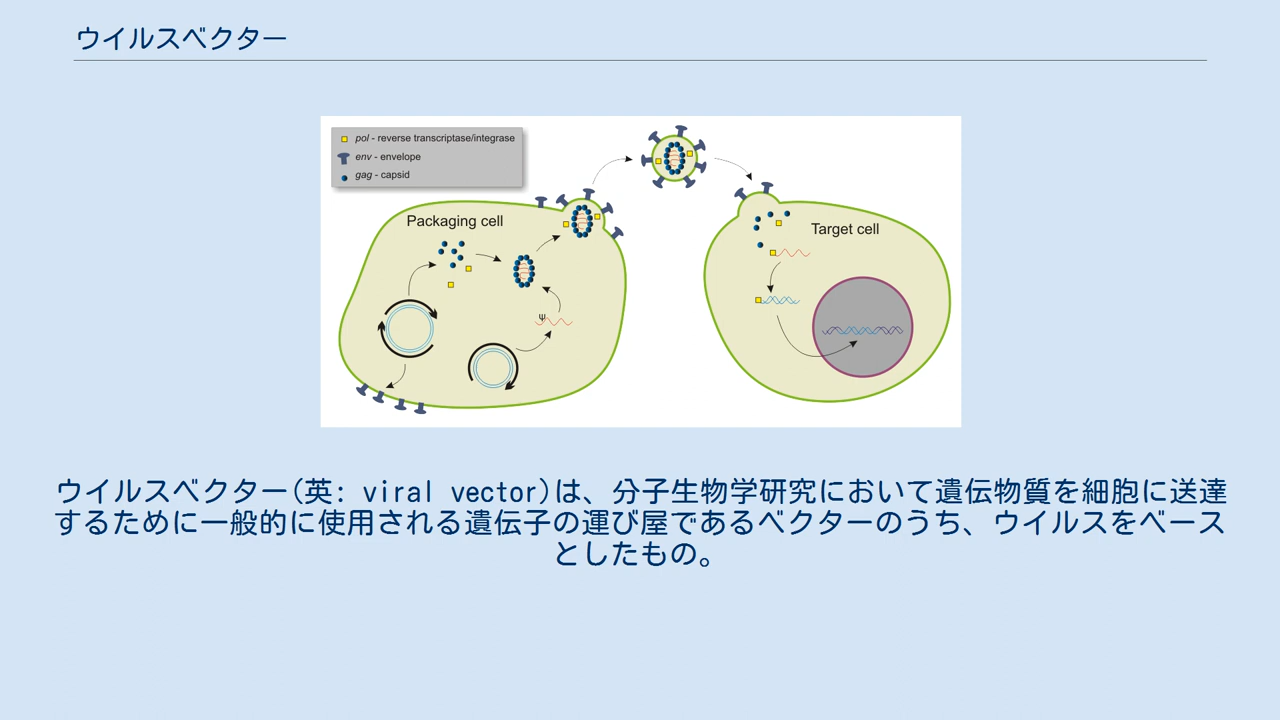 ウイルスベクター
pol - reverse transcriptase/integrase
env - envelope
gag - capsid
Packaging cell
Target cell
ψ
ウイルスベクター(英: viral vector)は、分子生物学研究において遺伝物質を細胞に送達
するために一般的に使用される遺伝子の運び屋であるベクターのうち、ウイルスをベース
としたもの。